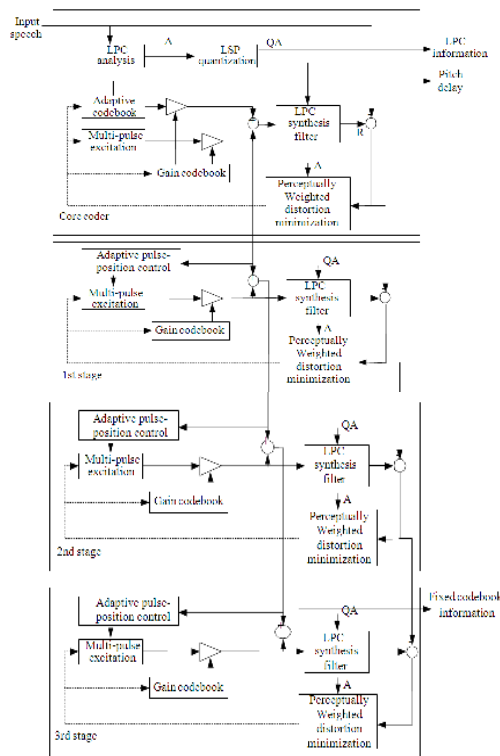 Input
speech
A
QA
LPC
analysis
LSP
quantization
LPC
information
Pitch
delay
Adaptive
codebook
Multi-pulse
excitation
LPC
synthesis
filter
R
Gain codebook
A
Perceptually
Weighted
distortion
minimization
Core coder
Adaptive pulse-
position control
QA
Multi-pulse
excitation
LPC
synthesis
filter
Gain codebook
A
Perceptually
Weighted
distortion
minimization
1st stage
Adaptive pulse-
position control
QA
Multi-pulse
excitation
LPC
synthesis
filter
Gain codebook
A
Perceptually
Weighted
distortion
minimization
2nd stage
Fixed codebook
information
Adaptive pulse-
position control
QA
Multi-pulse
excitation
LPC
synthesis
filter
Gain codebook
A
Perceptually
Weighted
distortion
minimization
3rd stage